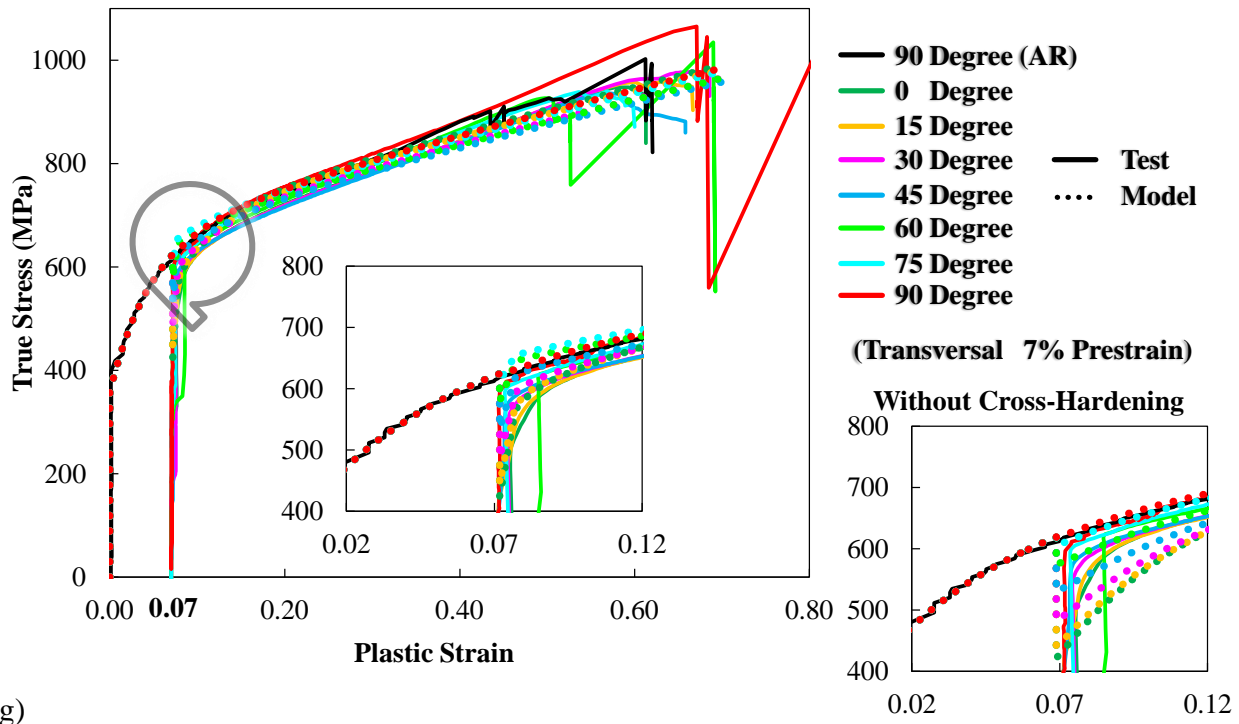 1000
800
600
400
200
0
True Stress (MPa)
0.00
0.07
0.20
0.40
0.60
0.80
Plastic Strain
800
700
600
500
400
0.02
0.07
0.12
90 Degree (AR)
0 Degree
15 Degree
30 Degree
45 Degree
60 Degree
75 Degree
90 Degree
Test
Model
(Transversal 7% Prestrain)
Without Cross-Hardening
800
700
600
500
400
0.02
0.07
0.12
g)